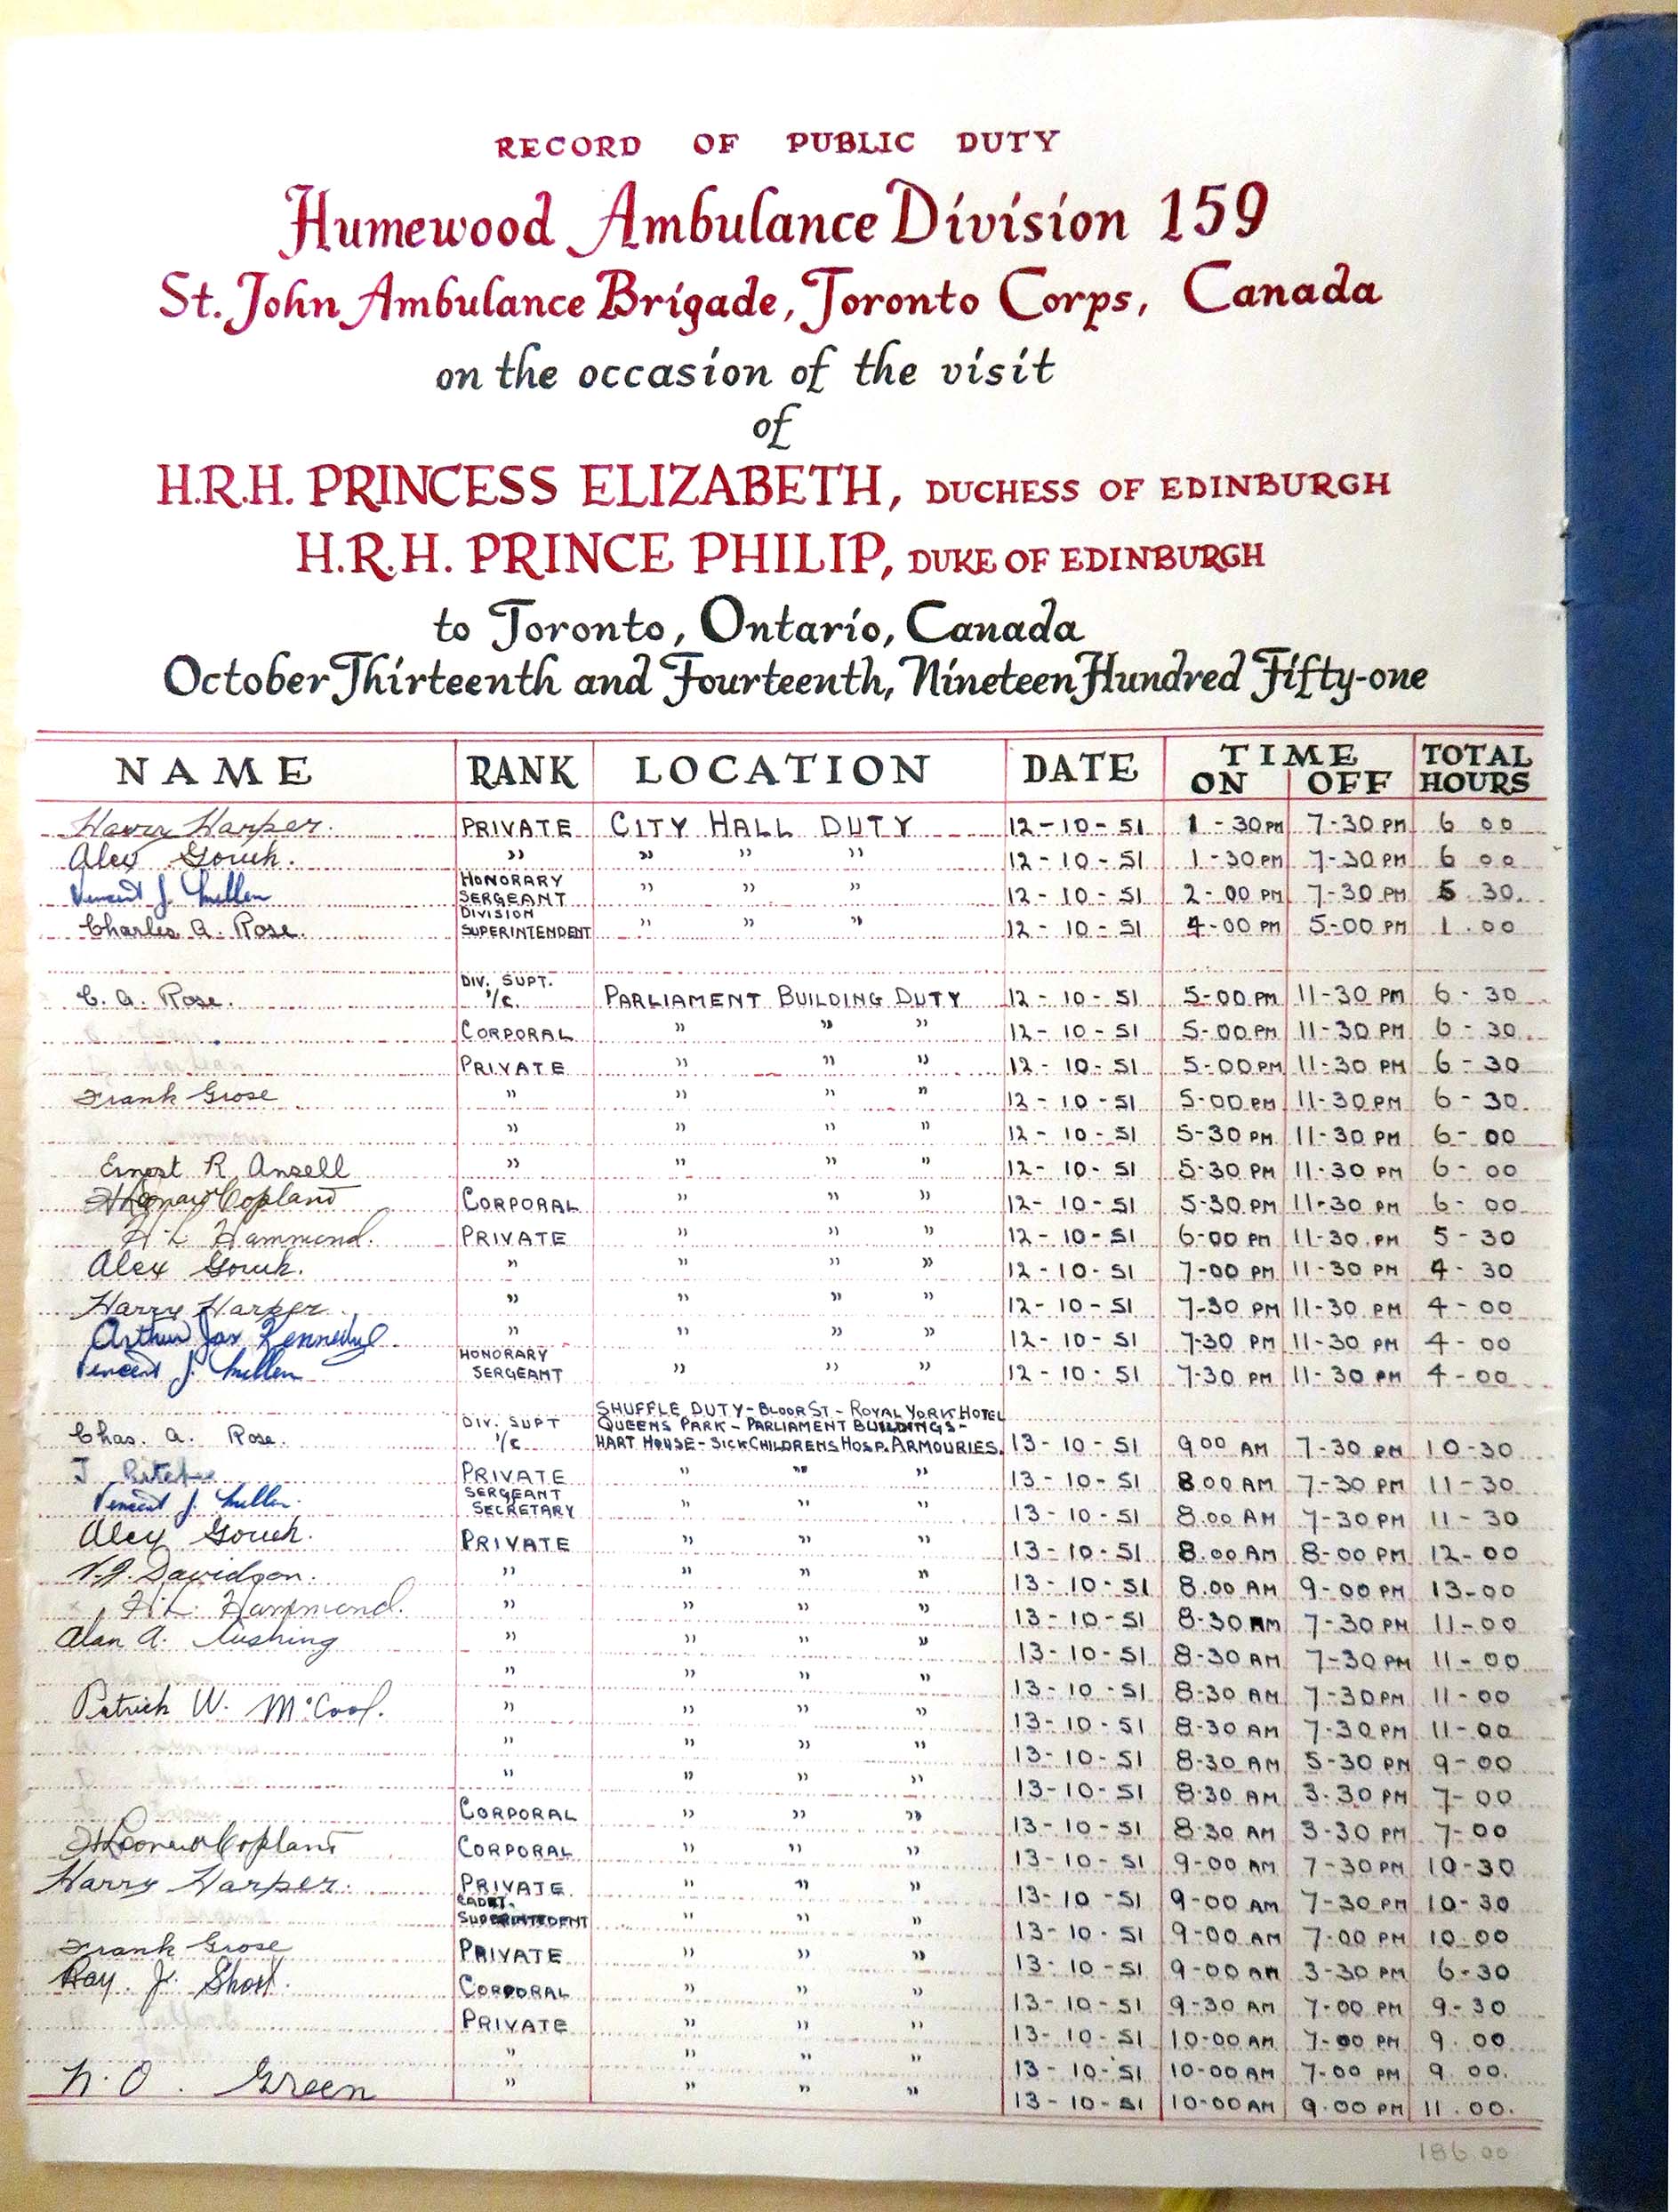 RECORD OF PUBLIC DUTY
Humewood Ambulance Division 159
St. John Ambulance Brigade, Toronto Corps, Canada
on the occasion of the visit
of
H.R.H. PRINCESS ELIZABETH, DUCHESS OF EDINBURGH
H.R.H. PRINCE PHILIP, DUKE OF EDINBURGH
to Toronto, Ontario, Canada
October Thirteenth and Fourteenth, Nineteen Hundred Fifty-one
NAME RANK LOCATION DATE TIME ON OFF TOTAL HOURS
Harry Harper. PRIVATE CITY HALL DUTY 12-10-51 1-30 PM 7-30 PM 6 00
Alex Gouk. " " " " 12-10-51 1-30 PM 7-30 PM 6 00
Vincent J. Mullen HONORARY SERGEANT " " " 12-10-51 2-00 PM 7-30 PM 5.30.
Charles A. Rose. DIVISION SUPERINTENDENT " " " 12-10-51 4-00 PM 5-00 PM 1.00
C. A. Rose. DIV. SUPT. I/C. PARLIAMENT BUILDING DUTY 12-10-51 5-00 PM 11-30 PM 6-30
CORPORAL " " " 12-10-51 5-00 PM 11-30 PM 6-30
PRIVATE " " " 12-10-51 5-00 PM 11-30 PM 6-30
Frank Grose " " " " 12-10-51 5-00 PM 11-30 PM 6-30.
" " " " 12-10-51 5-30 PM 11-30 PM 6-00
Ernest R. Ansell " " " " 12-10-51 5-30 PM 11-30 PM 6-00
Copland CORPORAL " " " 12-10-51 5-30 PM 11-30 PM 6-00
H. L. Hammond. PRIVATE " " " 12-10-51 6-00 PM 11-30 PM 5-30
Alex Gouk. " " " " 12-10-51 7-00 PM 11-30 PM 4-30
Harry Harper. " " " " 12-10-51 7-30 PM 11-30 PM 4-00
Arthur Jas Kennedy " " " " 12-10-51 7-30 PM 11-30 PM 4-00
Vincent J. Mullen HONORARY SERGEANT " " " 12-10-51 7-30 PM 11-30 PM 4-00
Chas. A. Rose. DIV. SUPT I/C SHUFFLE DUTY-BLOOR ST.-ROYAL YORK HOTEL QUEENS PARK-PARLIAMENT BUILDINGS-HART HOUSE-SICK CHILDRENS HOSP. ARMOURIES. 13-10-51 9 00 AM 7-30 PM 10-30
J. Ritchie PRIVATE " " " 13-10-51 8.00 AM 7-30 PM 11-30
Vincent J. Mullen. SERGEANT SECRETARY " " " 13-10-51 8.00 AM 7-30 PM 11-30
Alex Gouk. PRIVATE " " " 13-10-51 8.00 AM 8-00 PM 12-00
Davidson. " " " " 13-10-51 8.00 AM 9-00 PM 13-00
H. L. Hammond. " " " " 13-10-51 8-30 AM 7-30 PM 11-00
Alan A. Cushing " " " " 13-10-51 8-30 AM 7-30 PM 11-00
" " " " 13-10-51 8-30 AM 7-30 PM 11-00
Patrick W. McCool. " " " " 13-10-51 8-30 AM 7-30 PM 11-00
" " " 13-10-51 8-30 AM 5-30 PM 9-00
" " " " 13-10-51 8-30 AM 3-30 PM 7-00
CORPORAL " " " 13-10-51 8-30 AM 3-30 PM 7-00
Copland CORPORAL " " " 13-10-51 9-00 AM 7-30 PM 10-30
Harry Harper. PRIVATE " " " 13-10-51 9-00 AM 7-30 PM 10-30
CADET. SUPERINTEDENT " " " 13-10-51 9-00 AM 7-00 PM 10.00
Frank Grose PRIVATE " " " 13-10-51 9-00 AM 3-30 PM 6-30
Ray. J. Short. CORPORAL " " " 13-10-51 9-30 AM 7-00 PM 9-30
PRIVATE " " " 13-10-51 10-00 AM 7-00 PM 9.00
" " " " 13-10-51 10-00 AM 7-00 PM 9.00.
N. O. Green " " " " 13-10-51 10-00 AM 9.00 PM 11.00.
186.00